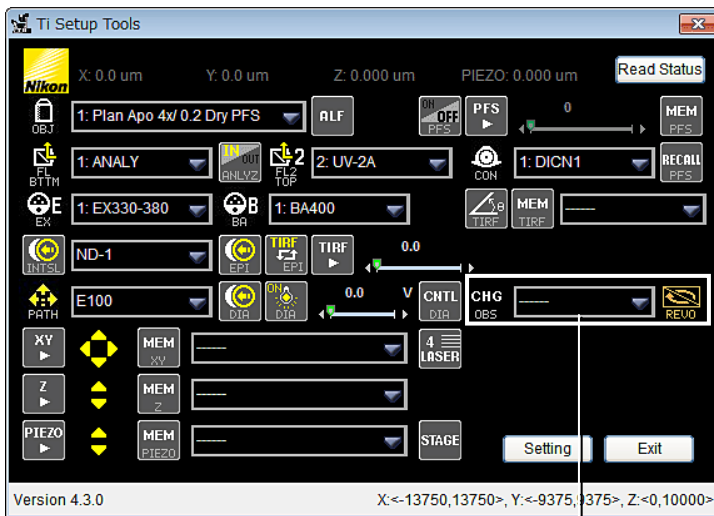 Ti Setup Tools
Nikon X: 0.0 um Y: 0.0 um Z: 0.000 um PIEZO: 0.000 um Read Status
OBJ 1: Plan Apo 4x/ 0.2 Dry PFS ALF ON OFF PFS PFS 0 MEM PFS
FL BTTM 1: ANALY IN OUT ANLYZ 2 FL2 TOP 2: UV-2A CON 1: DICN1 RECALL PFS
E EX 1: EX330-380 B BA 1: BA400 θ TIRF MEM TIRF -----
INTSL ND-1 EPI TIRF EPI TIRF 0.0
PATH E100 DIA ON DIA 0.0 V CNTL DIA CHG OBS ----- REVO
XY MEM XY ----- 4 LASER
Z MEM Z -----
PIEZO MEM PIEZO ----- STAGE Setting Exit
Version 4.3.0 X:<-13750,13750>, Y:<-9375,9375>, Z:<0,10000>